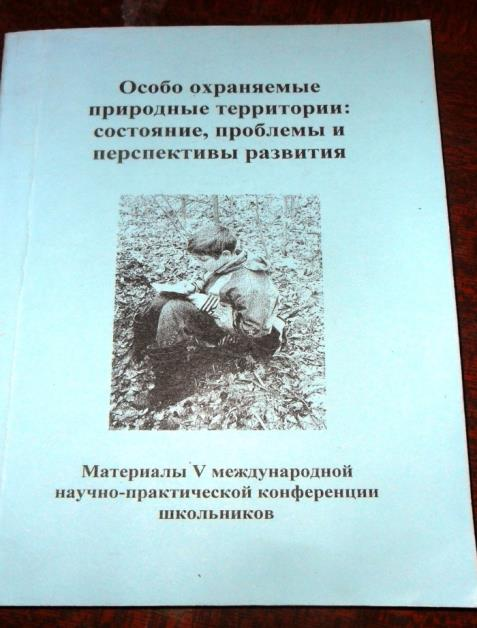 Особо охраняемые
природные территории:
состояние, проблемы и
перспективы развития
Материалы V международной
научно-практической конференции
школьников